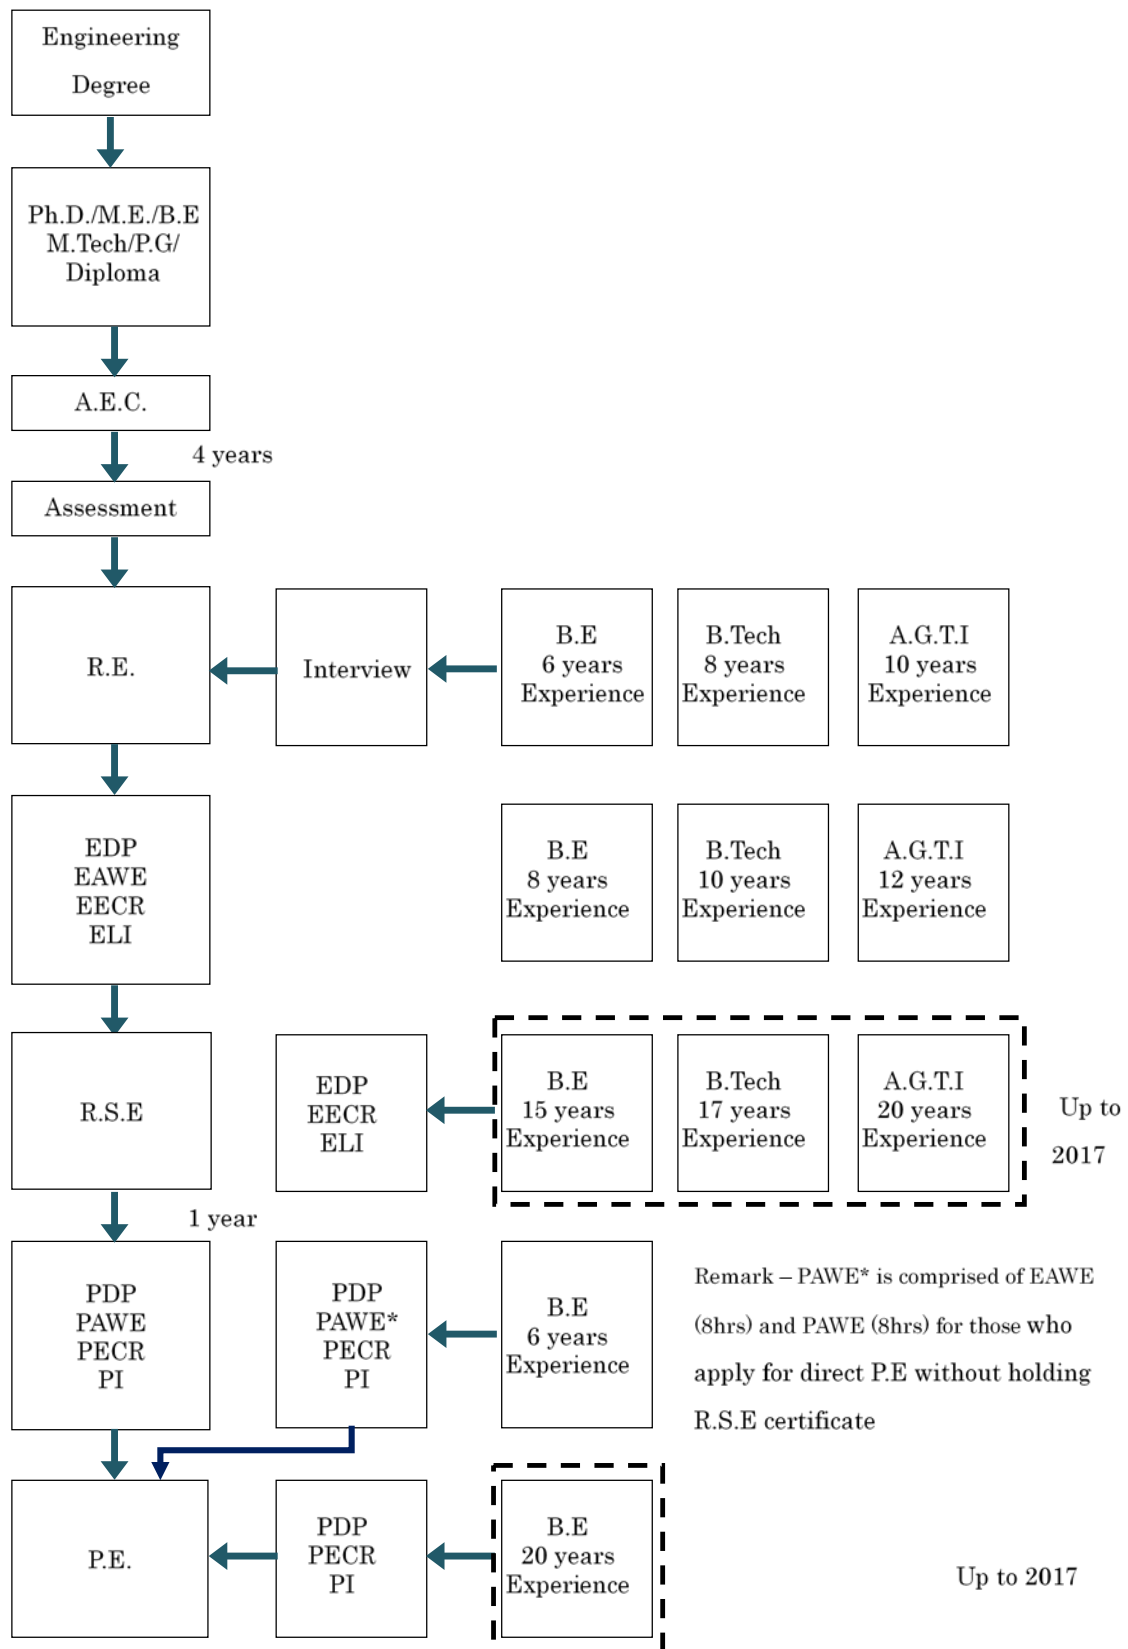 Engineering
Degree
Ph.D./M.E./B.E
M.Tech/P.G/
Diploma
A.E.C.
4 years
Assessment
R.E.
Interview
B.E
6 years
Experience
B.Tech
8 years
Experience
A.G.T.I
10 years
Experience
EDP
EAWE
EECR
ELI
B.E
8 years
Experience
B.Tech
10 years
Experience
A.G.T.I
12 years
Experience
R.S.E
EDP
EECR
ELI
B.E
15 years
Experience
B.Tech
17 years
Experience
A.G.T.I
20 years
Experience
Up to
2017
1 year
PDP
PAWE
PECR
PI
PDP
PAWE*
PECR
PI
B.E
6 years
Experience
Remark – PAWE* is comprised of EAWE
(8hrs) and PAWE (8hrs) for those who
apply for direct P.E without holding
R.S.E certificate
P.E.
PDP
PECR
PI
B.E
20 years
Experience
Up to 2017